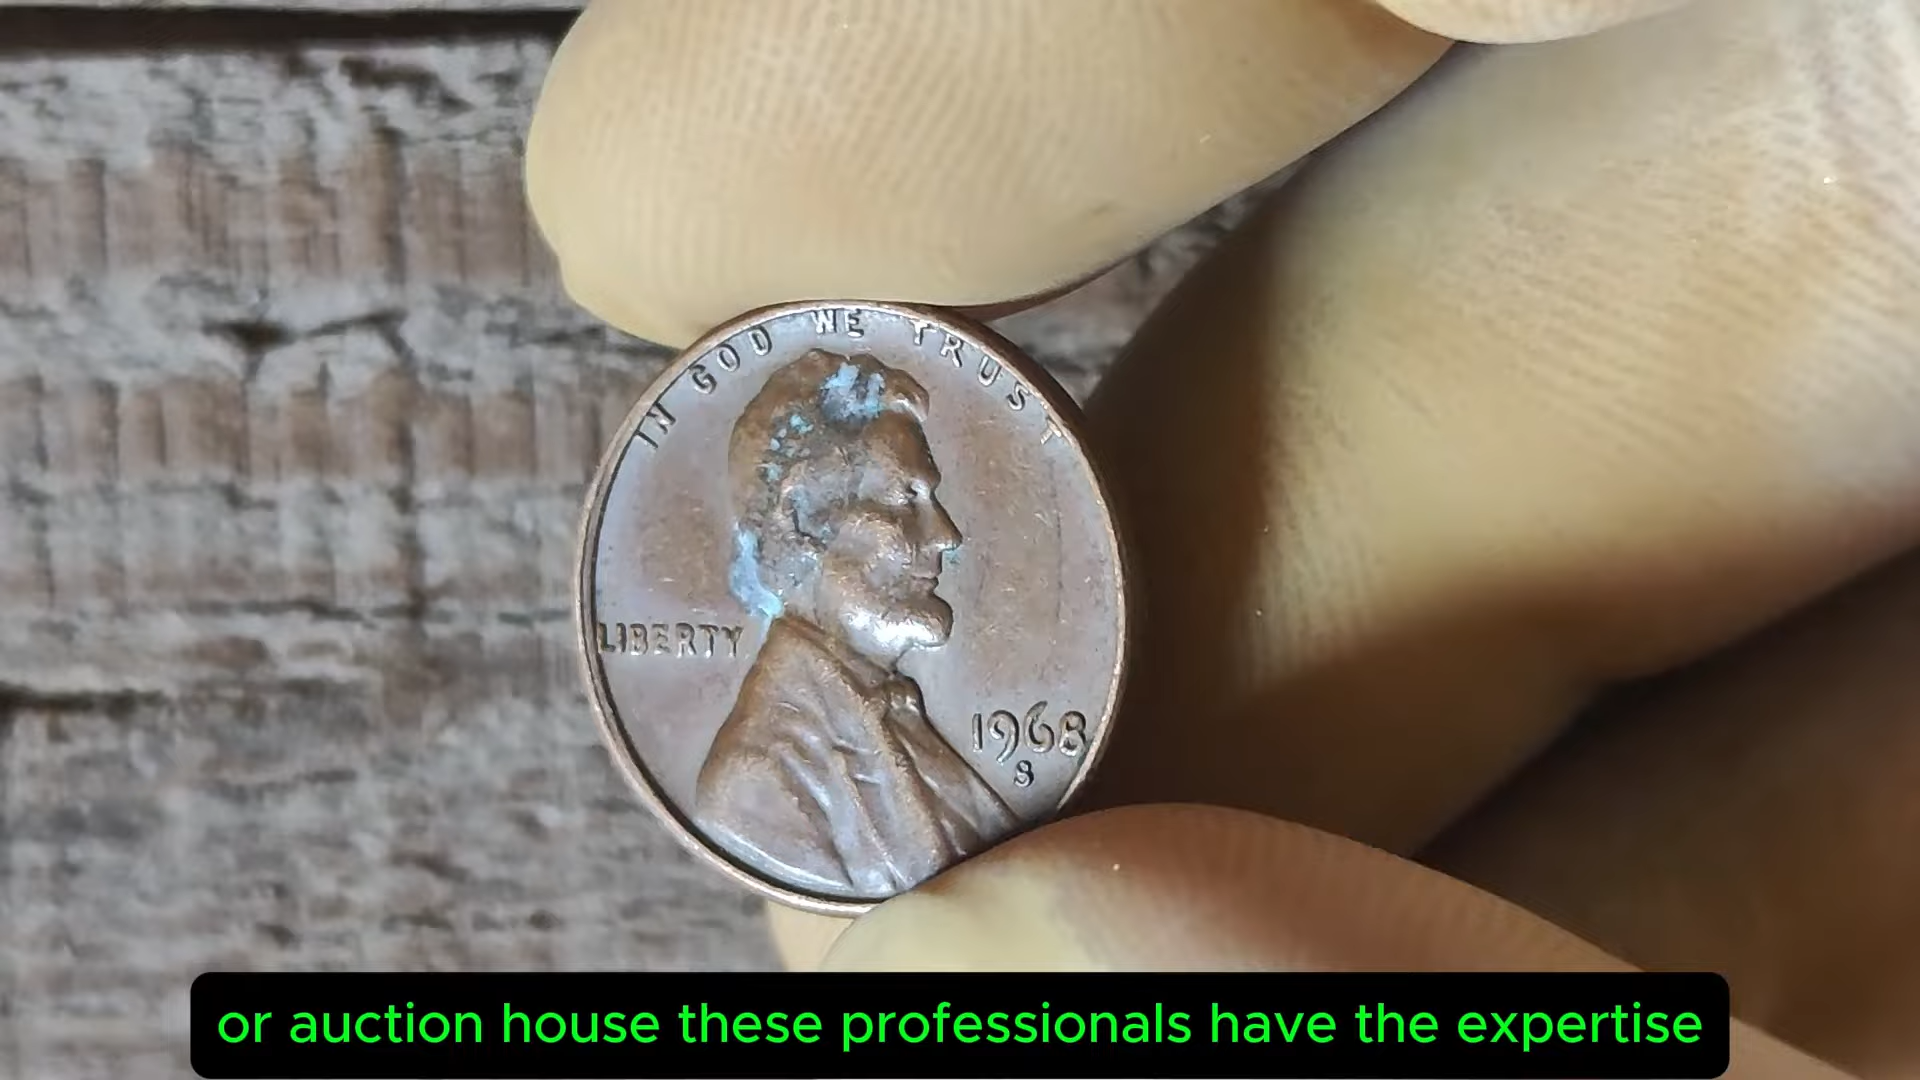 IN GOD WE TRUST
LIBERTY
1968
S
or auction house these professionals have the expertise